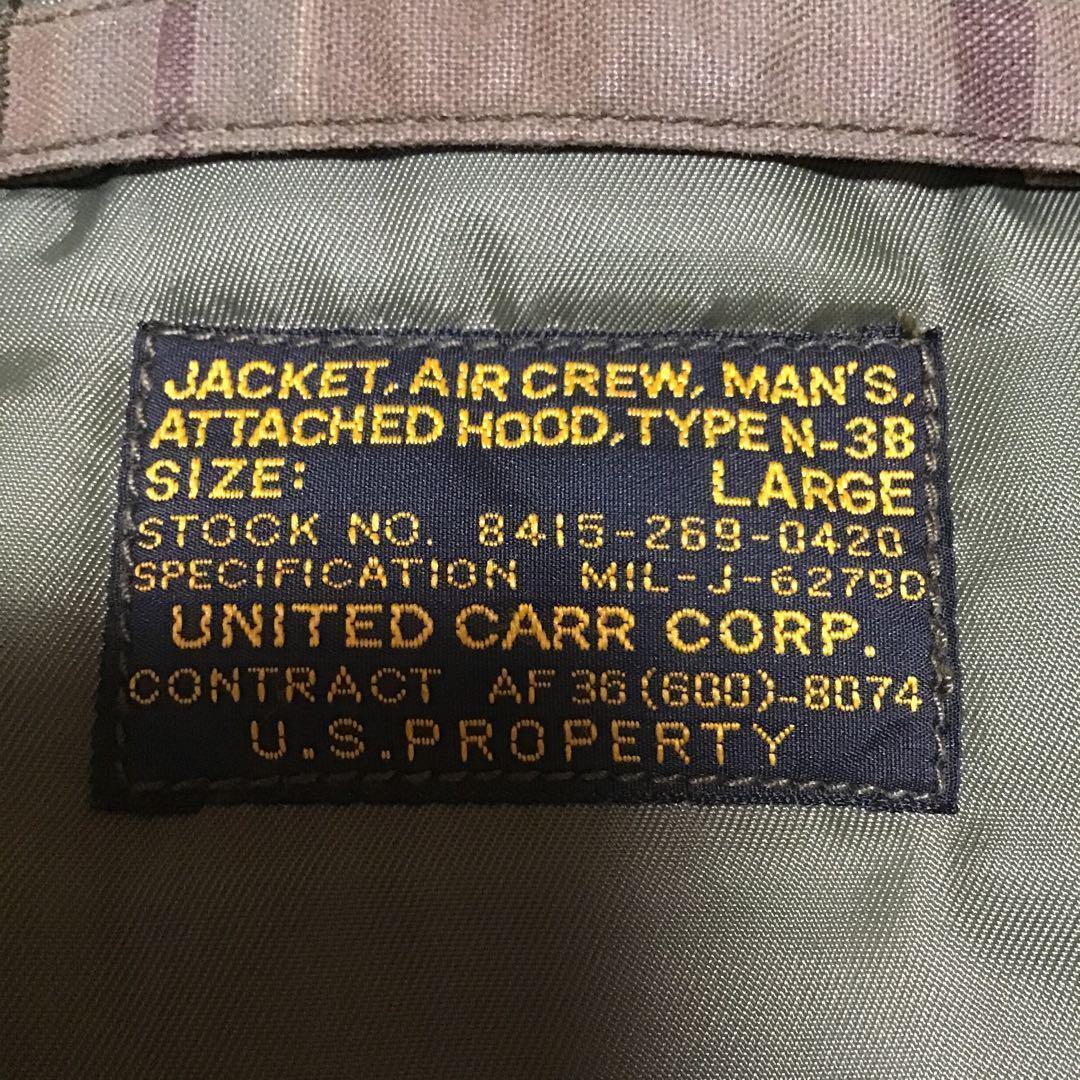 JACKET, AIR CREW, MAN'S,
ATTACHED HOOD, TYPE N-3B
SIZE: LARGE
STOCK NO. 8415-269-0420
SPECIFICATION MIL-J-6279D
UNITED CARR CORP.
CONTRACT AF 36 (600)-8074
U.S. PROPERTY